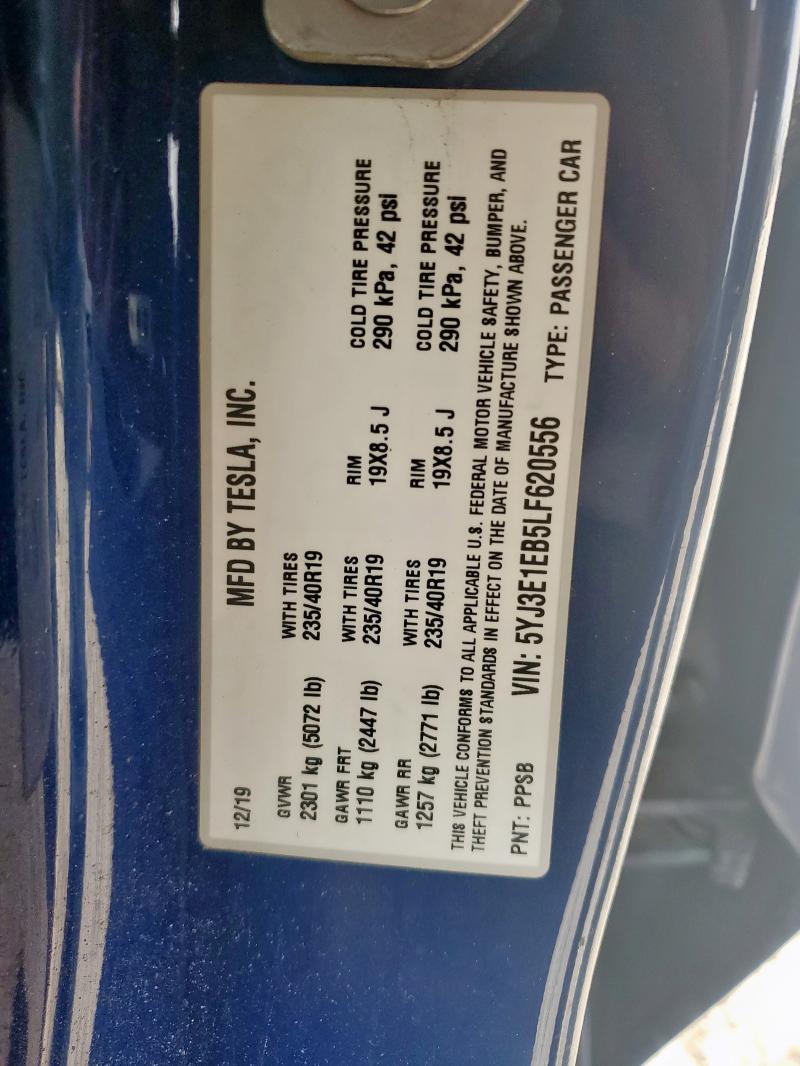 12/19 MFD BY TESLA, INC.
GVWR WITH TIRES
2301 kg (5072 lb) 235/40R19
GAWR FRT WITH TIRES RIM COLD TIRE PRESSURE
1110 kg (2447 lb) 235/40R19 19X8.5 J 290 kPa, 42 psi
GAWR RR WITH TIRES RIM COLD TIRE PRESSURE
1257 kg (2771 lb) 235/40R19 19X8.5 J 290 kPa, 42 psi
THIS VEHICLE CONFORMS TO ALL APPLICABLE U.S. FEDERAL MOTOR VEHICLE SAFETY, BUMPER, AND
THEFT PREVENTION STANDARDS IN EFFECT ON THE DATE OF MANUFACTURE SHOWN ABOVE.
PNT: PPSB VIN: 5YJ3E1EB5LF620556 TYPE: PASSENGER CAR